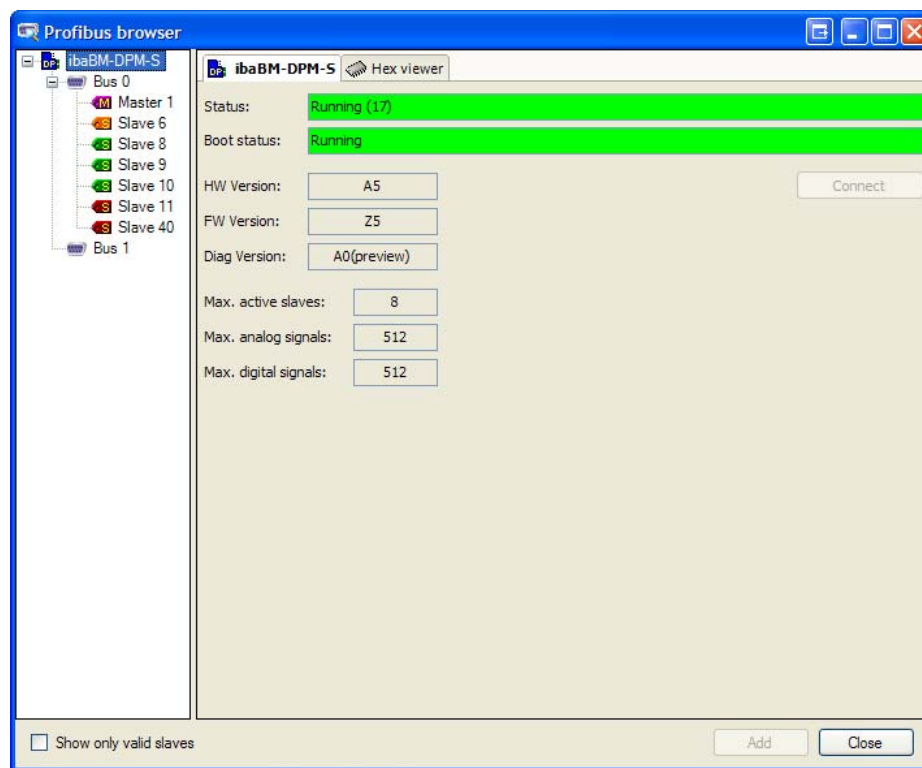 Profibus browser
ibaBM-DPM-S
Bus 0
Master 1
Slave 6
Slave 8
Slave 9
Slave 10
Slave 11
Slave 40
Bus 1
ibaBM-DPM-S Hex viewer
Status: Running (17)
Boot status: Running
HW Version: A5 Connect
FW Version: Z5
Diag Version: A0(preview)
Max. active slaves: 8
Max. analog signals: 512
Max. digital signals: 512
Show only valid slaves Add Close